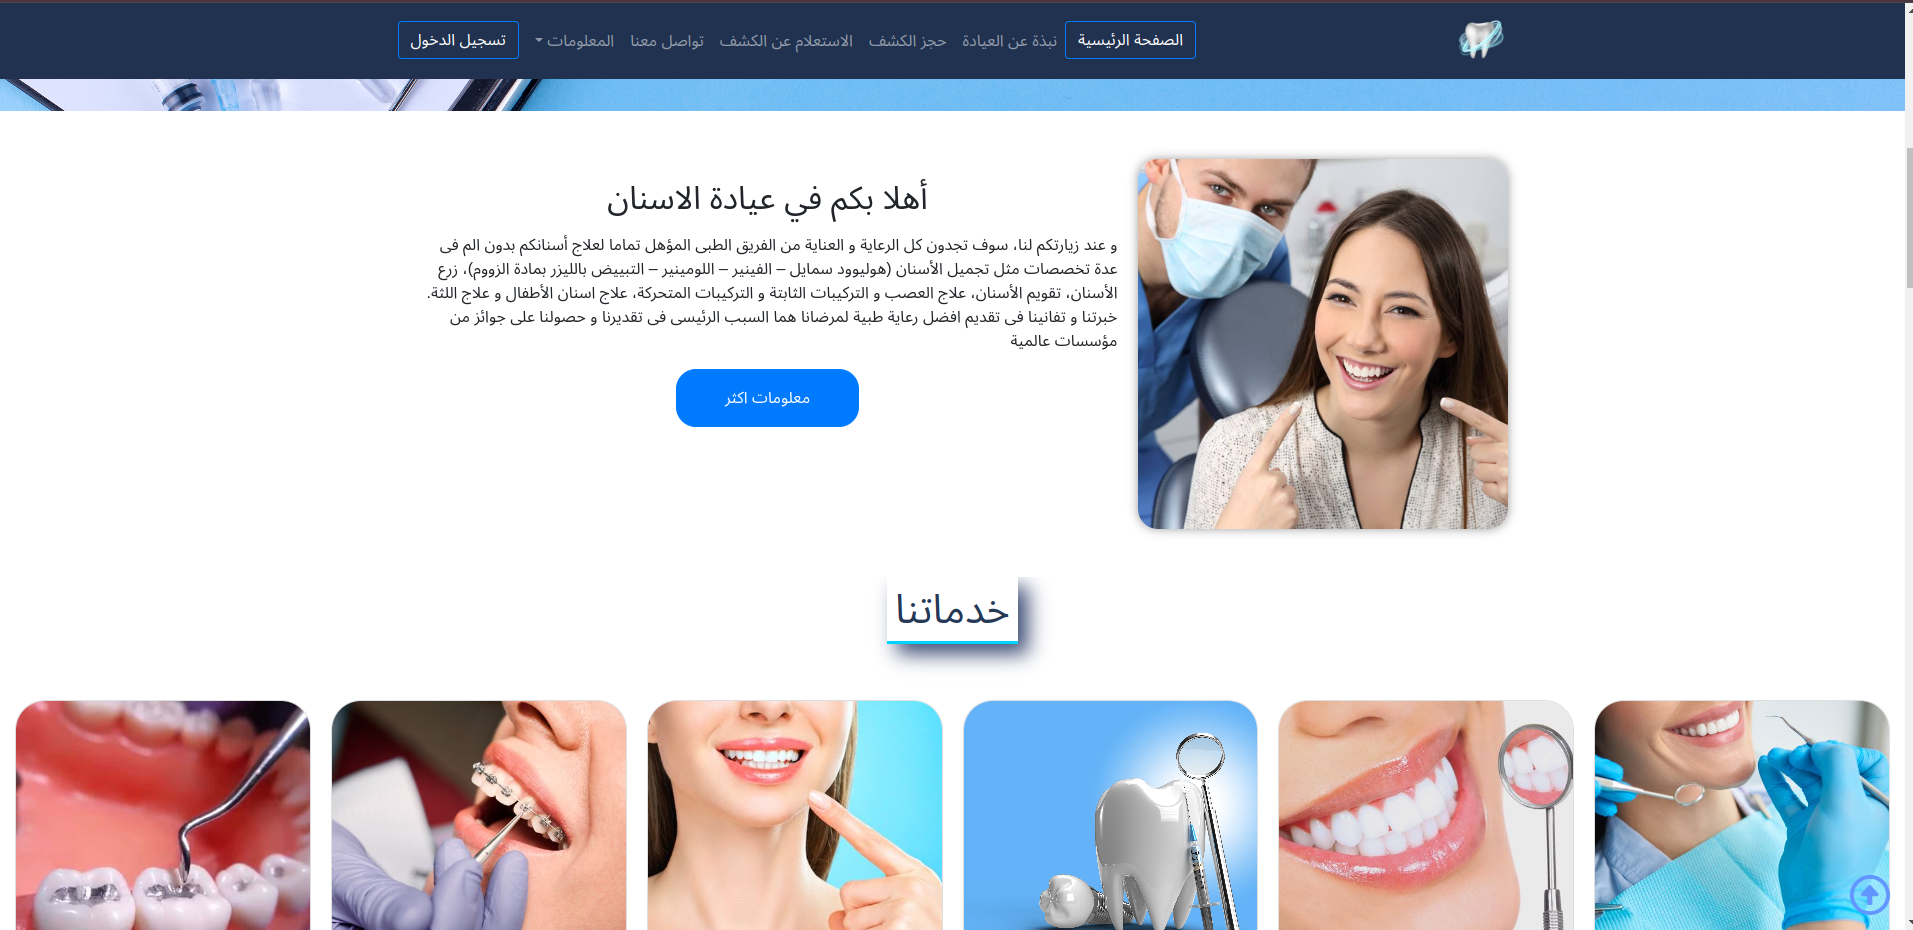 الصفحة الرئيسية
نبذة عن العيادة
حجز الكشف
الاستعلام عن الكشف
تواصل معنا
المعلومات
تسجيل الدخول
أهلا بكم في عيادة الاسنان
و عند زيارتكم لنا، سوف تجدون كل الرعاية و العناية من الفريق الطبى المؤهل تماما لعلاج أسنانكم بدون الم فى
عدة تخصصات مثل تجميل الأسنان (هوليوود سمايل – الفينير – اللومينير – التبييض بالليزر بمادة الزووم)، زرع
الأسنان، تقويم الأسنان، علاج العصب و التركيبات الثابتة و التركيبات المتحركة، علاج اسنان الأطفال و علاج اللثة.
خبرتنا و تفانينا فى تقديم افضل رعاية طبية لمرضانا هما السبب الرئيسى فى تقديرنا و حصولنا على جوائز من
مؤسسات عالمية
معلومات اكثر
خدماتنا